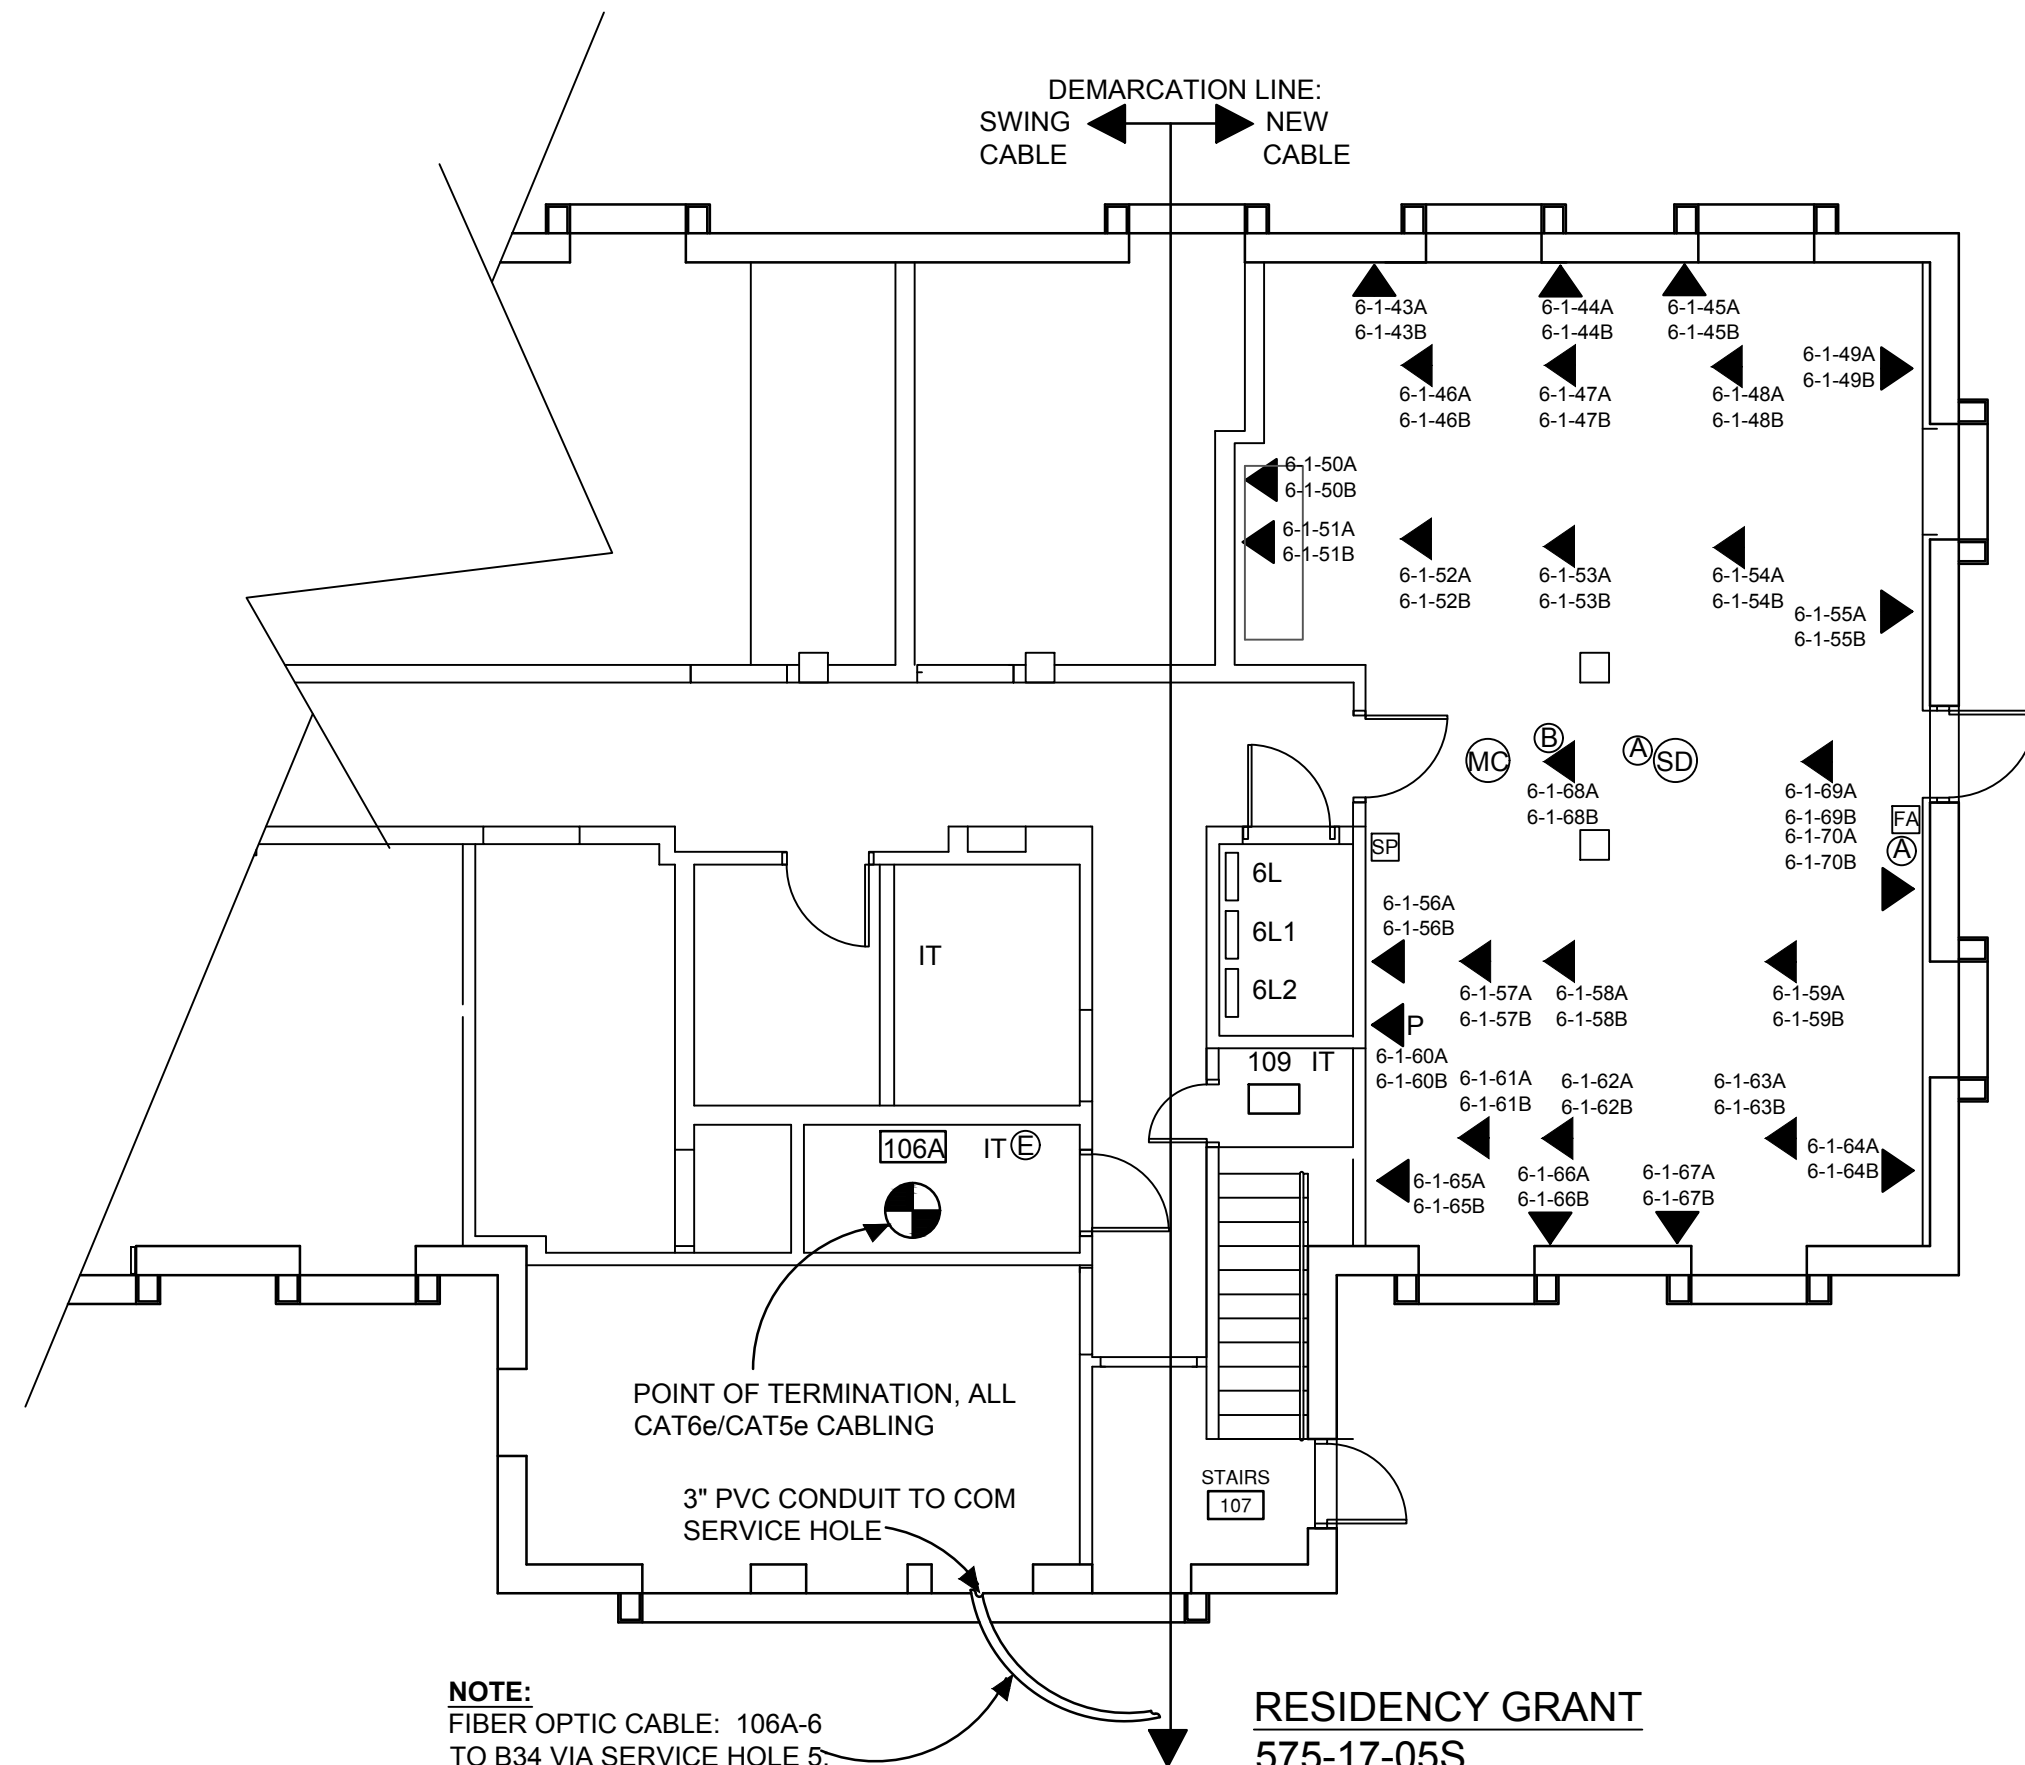 DEMARCATION LINE:
SWING
CABLE
NEW
CABLE
6-1-43A
6-1-43B
6-1-44A
6-1-44B
6-1-45A
6-1-45B
6-1-49A
6-1-49B
6-1-46A
6-1-46B
6-1-47A
6-1-47B
6-1-48A
6-1-48B
6-1-50A
6-1-50B
6-1-51A
6-1-51B
6-1-52A
6-1-52B
6-1-53A
6-1-53B
6-1-54A
6-1-54B
6-1-55A
6-1-55B
MC
B
A
SD
6-1-68A
6-1-68B
6-1-69A
6-1-69B
6-1-70A
6-1-70B
FA
A
SP
6L
6L1
6L2
6-1-56A
6-1-56B
IT
6-1-57A
6-1-57B
6-1-58A
6-1-58B
6-1-59A
6-1-59B
P
6-1-60A
6-1-60B
109 IT
6-1-61A
6-1-61B
6-1-62A
6-1-62B
6-1-63A
6-1-63B
6-1-64A
6-1-64B
106A IT E
6-1-65A
6-1-65B
6-1-66A
6-1-66B
6-1-67A
6-1-67B
POINT OF TERMINATION, ALL
CAT6e/CAT5e CABLING
3" PVC CONDUIT TO COM
SERVICE HOLE
STAIRS
107
NOTE:
FIBER OPTIC CABLE: 106A-6
TO B34 VIA SERVICE HOLE 5.
RESIDENCY GRANT
575-17-05S